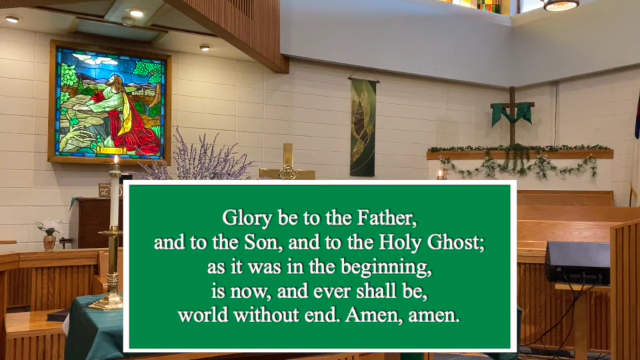 Glory be to the Father,
and to the Son, and to the Holy Ghost;
as it was in the beginning,
is now, and ever shall be,
world without end. Amen, amen.